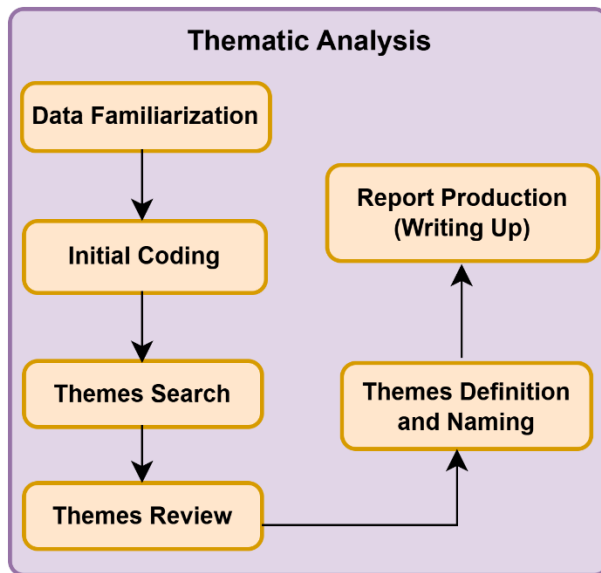 Thematic Analysis
Data Familiarization
Initial Coding
Themes Search
Themes Review
Themes Definition
and Naming
Report Production
(Writing Up)